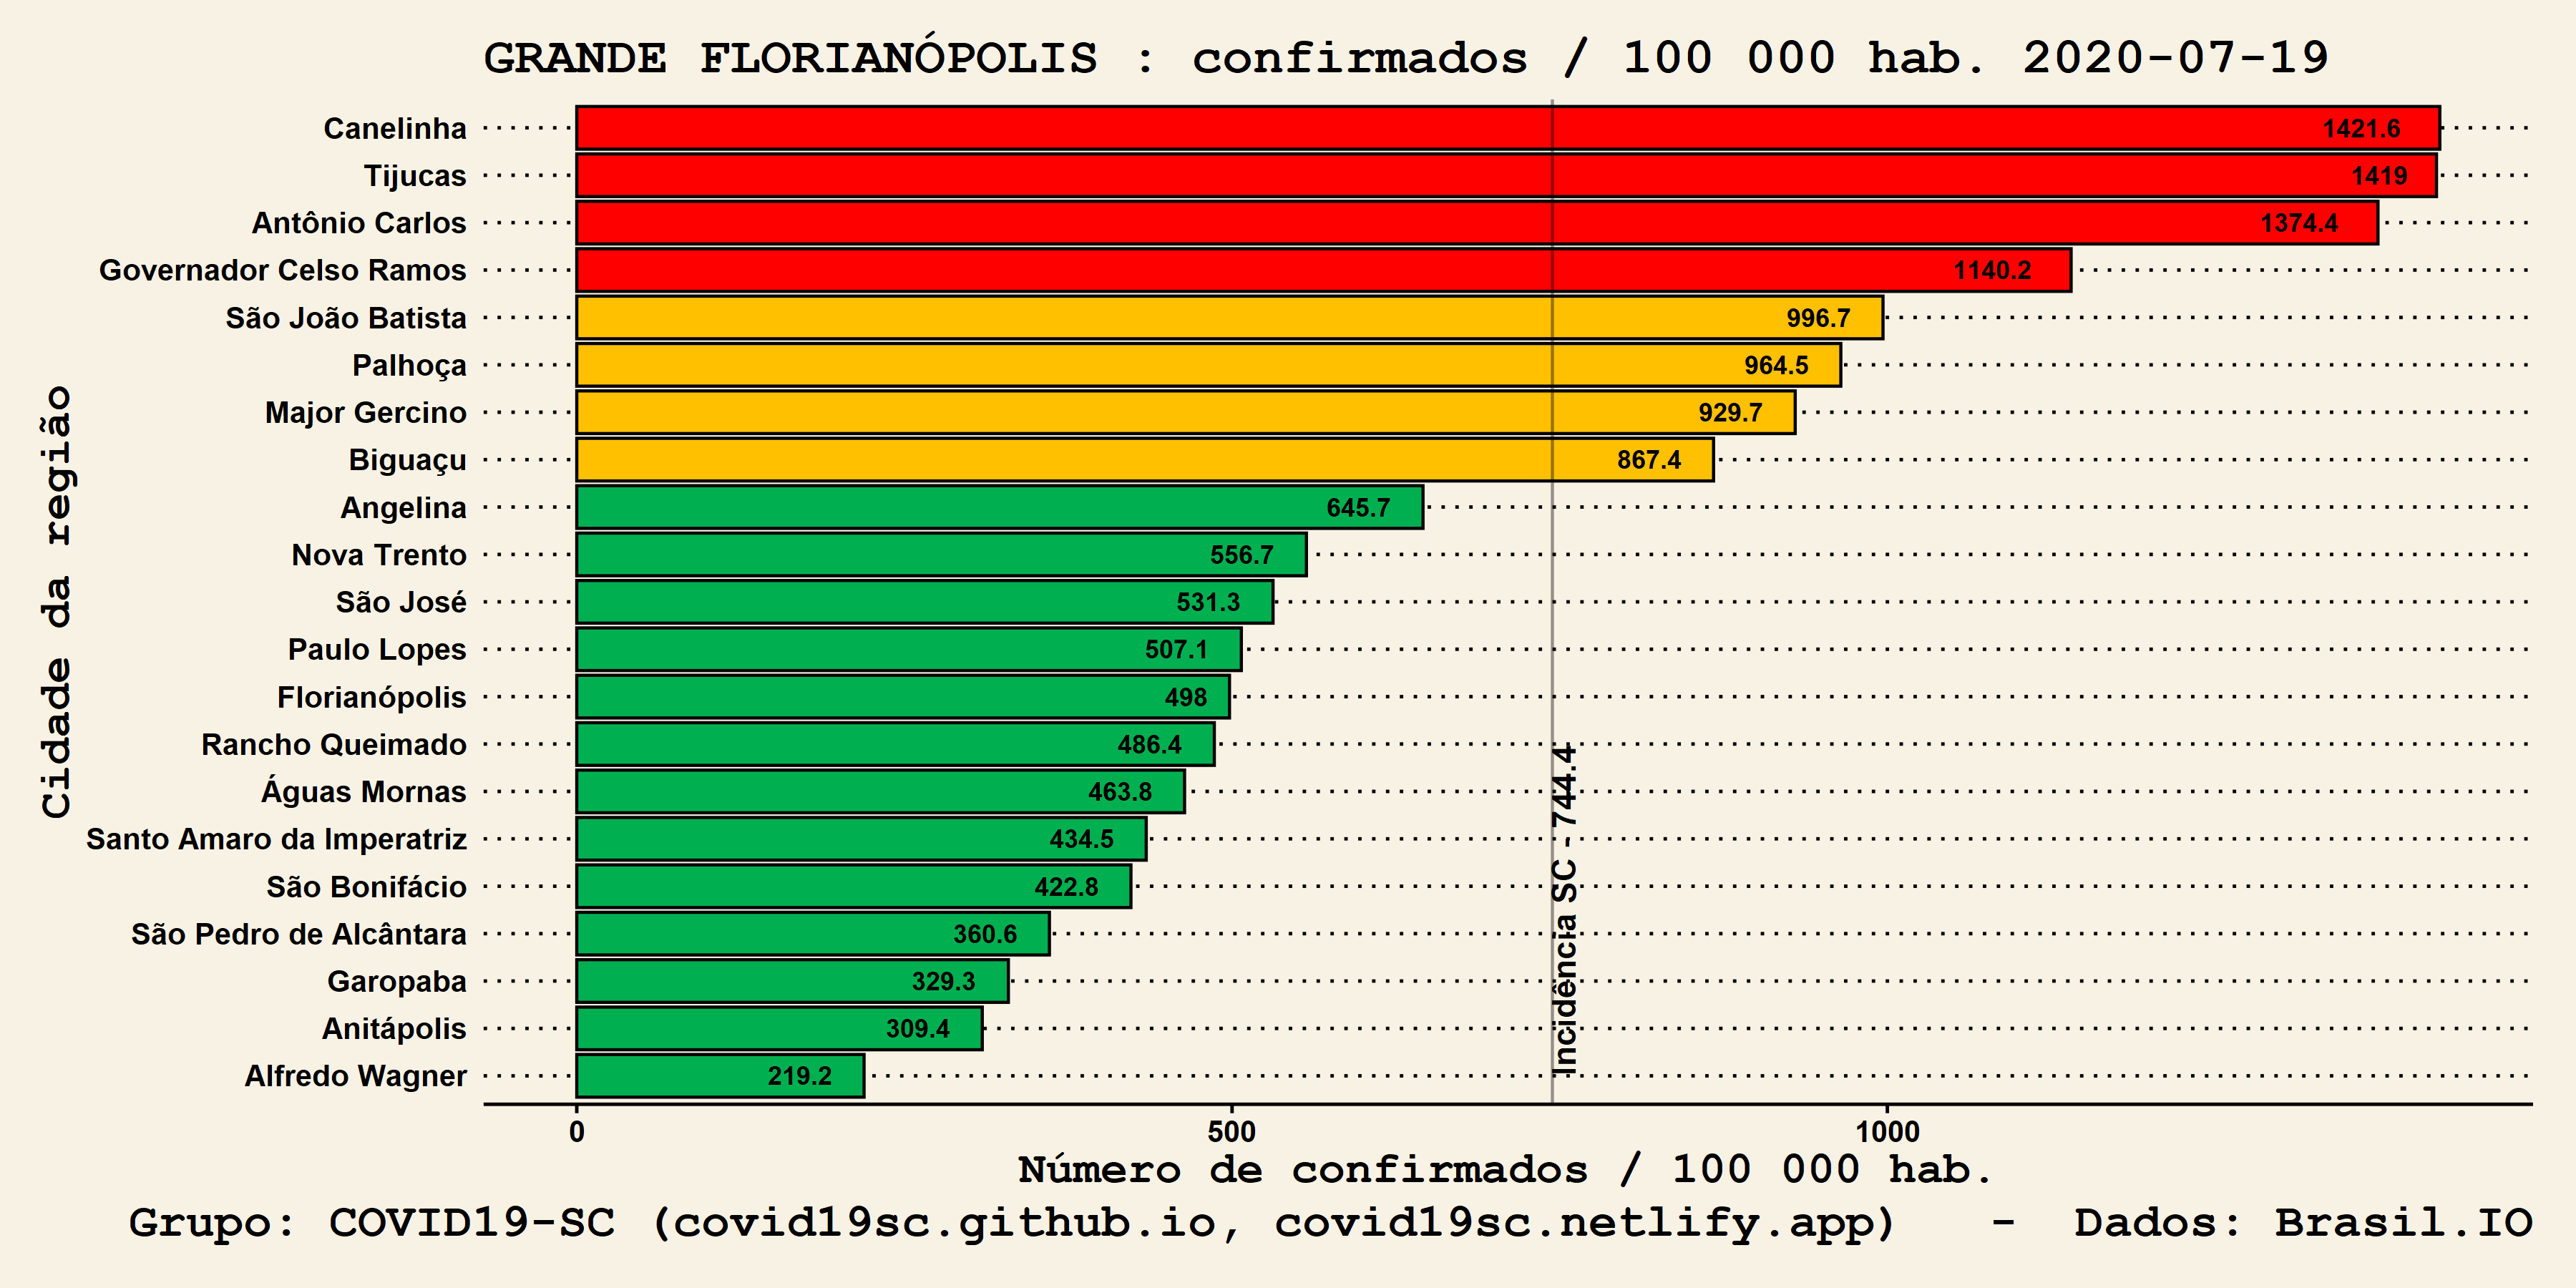 GRANDE FLORIANÓPOLIS : confirmados / 100 000 hab. 2020-07-19
Cidade da região
Canelinha 1421.6
Tijucas 1419
Antônio Carlos 1374.4
Governador Celso Ramos 1140.2
São João Batista 996.7
Palhoça 964.5
Major Gercino 929.7
Biguaçu 867.4
Angelina 645.7
Nova Trento 556.7
São José 531.3
Paulo Lopes 507.1
Florianópolis 498
Rancho Queimado 486.4
Águas Mornas 463.8
Santo Amaro da Imperatriz 434.5
São Bonifácio 422.8
São Pedro de Alcântara 360.6
Garopaba 329.3
Anitápolis 309.4
Alfredo Wagner 219.2
Incidência SC - 744.4
0 500 1000
Número de confirmados / 100 000 hab.
Grupo: COVID19-SC (covid19sc.github.io, covid19sc.netlify.app) - Dados: Brasil.IO